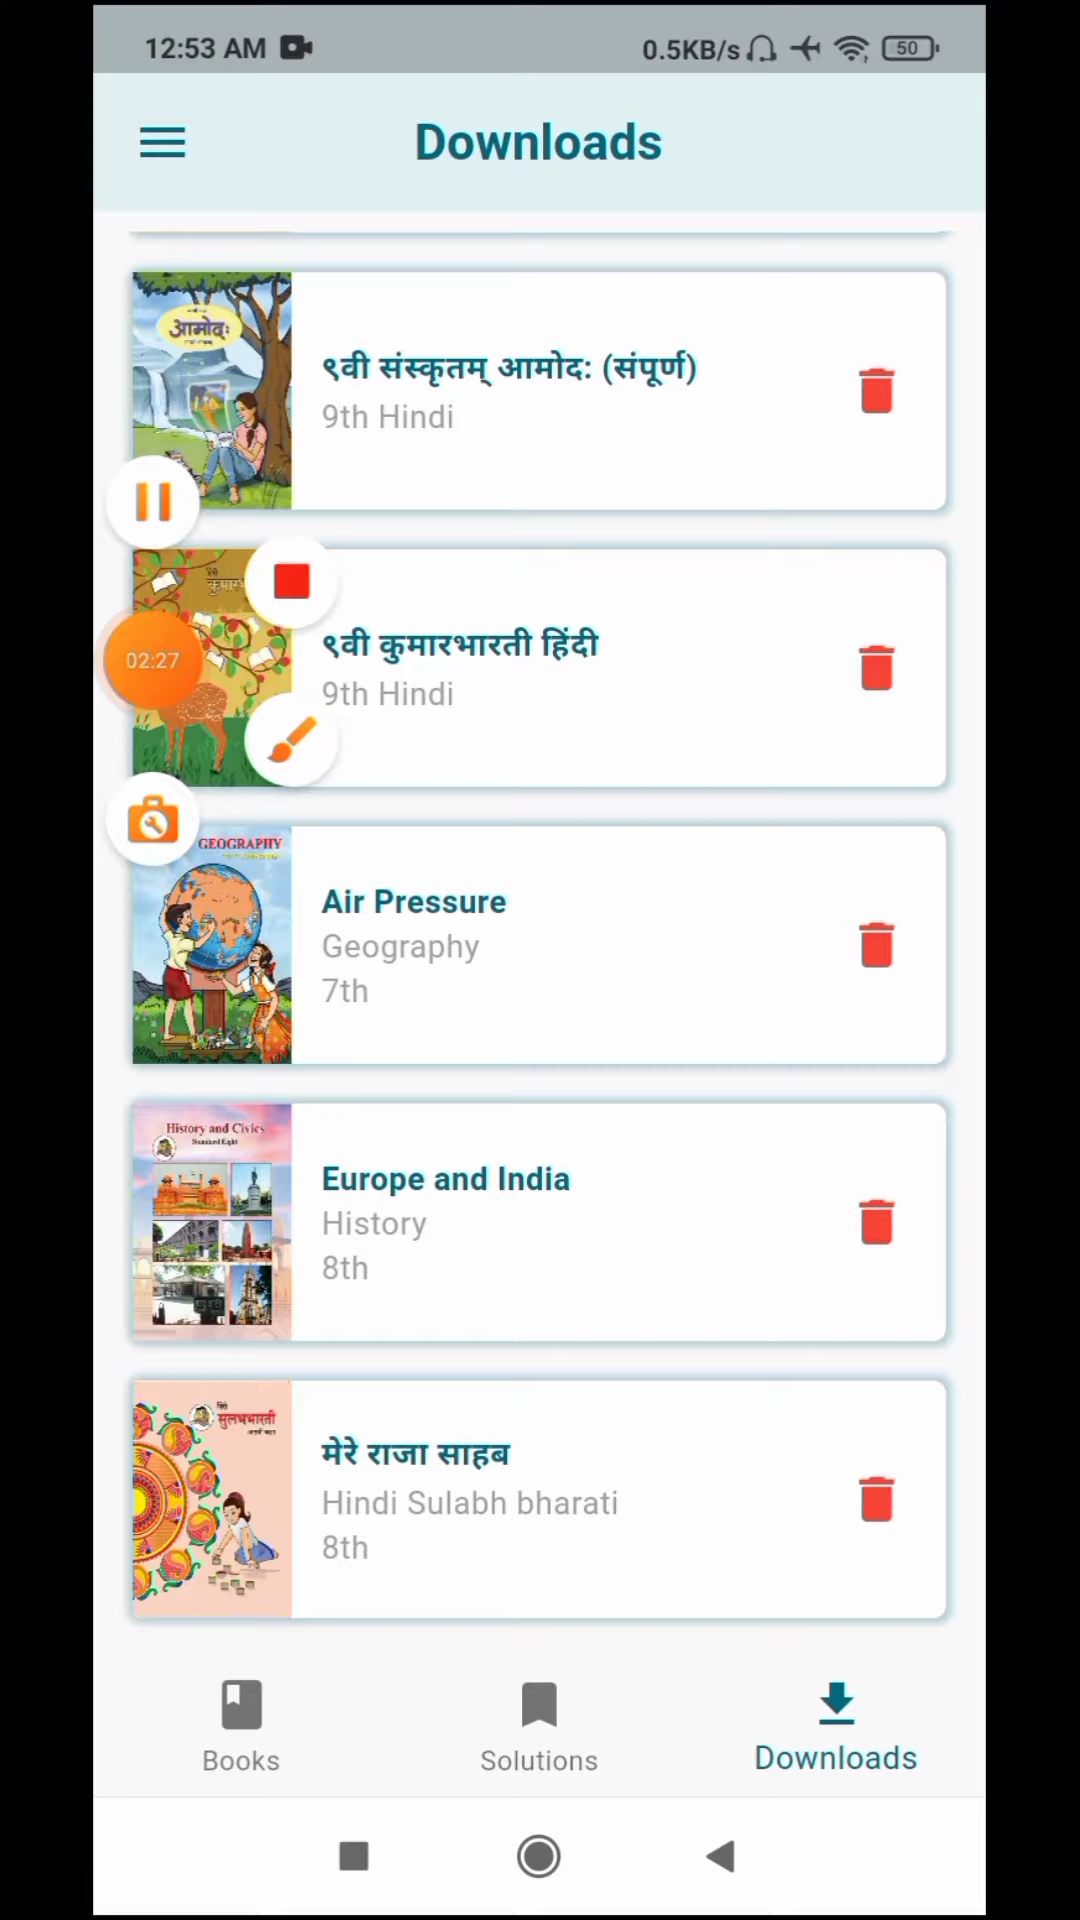 12:53 AM
0.5KB/s
50
Downloads
आमोदः
९वी संस्कृतम् आमोद: (संपूर्ण)
9th Hindi
02:27
९वी कुमारभारती हिंदी
9th Hindi
GEOGRAPHY
Air Pressure
Geography
7th
History and Civics
Standard Eight
Europe and India
History
8th
हिंदी
सुलभभारती
मेरे राजा साहब
Hindi Sulabh bharati
8th
Books
Solutions
Downloads